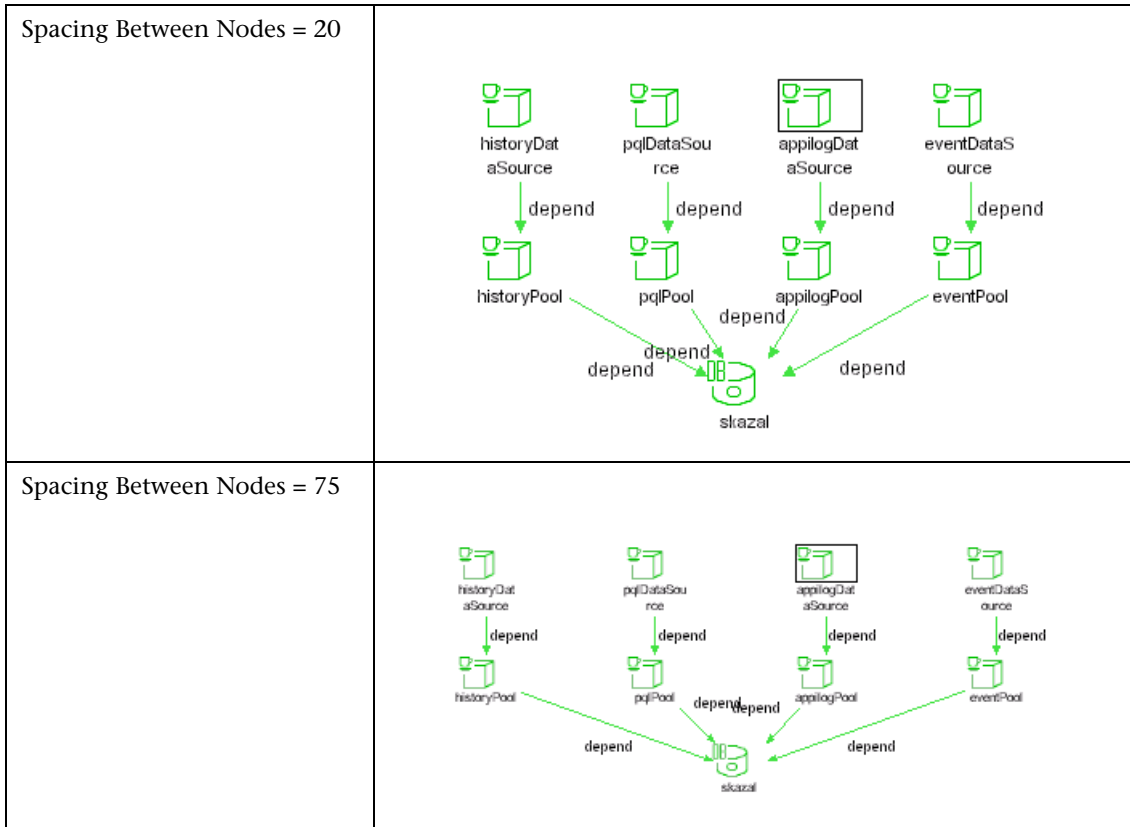 Spacing Between Nodes = 20
historyDat
aSource
pqlDataSou
rce
appilogDat
aSource
eventDataS
ource
depend
depend
depend
depend
historyPool
pqlPool
appilogPool
eventPool
depend
depend
depend
depend
DB
skazal
Spacing Between Nodes = 75
historyDat
aSource
pqlDataSou
rce
appilogDat
aSource
eventDataS
ource
depend
depend
depend
depend
historyPool
pqlPool
appilogPool
eventPool
depend
depend
depend
depend
DB
skazal